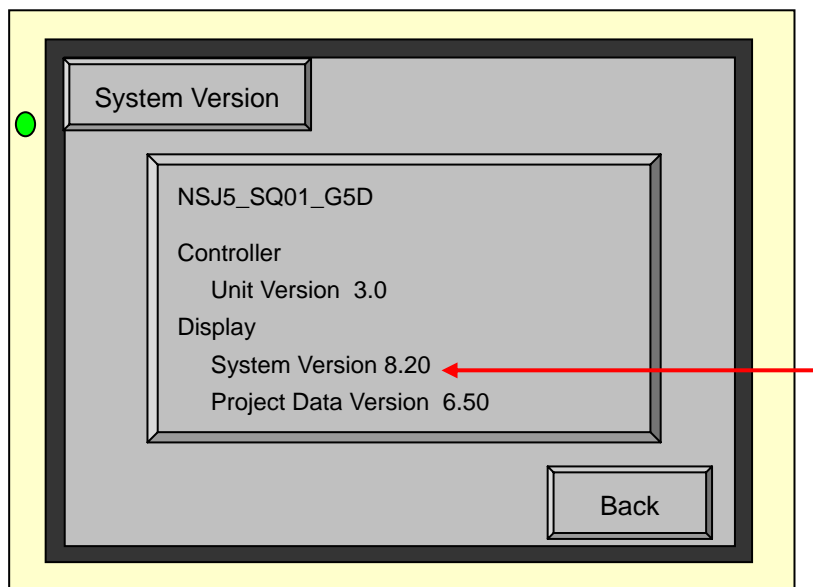 System Version
NSJ5_SQ01_G5D
Controller
Unit Version 3.0
Display
System Version 8.20
Project Data Version 6.50
Back